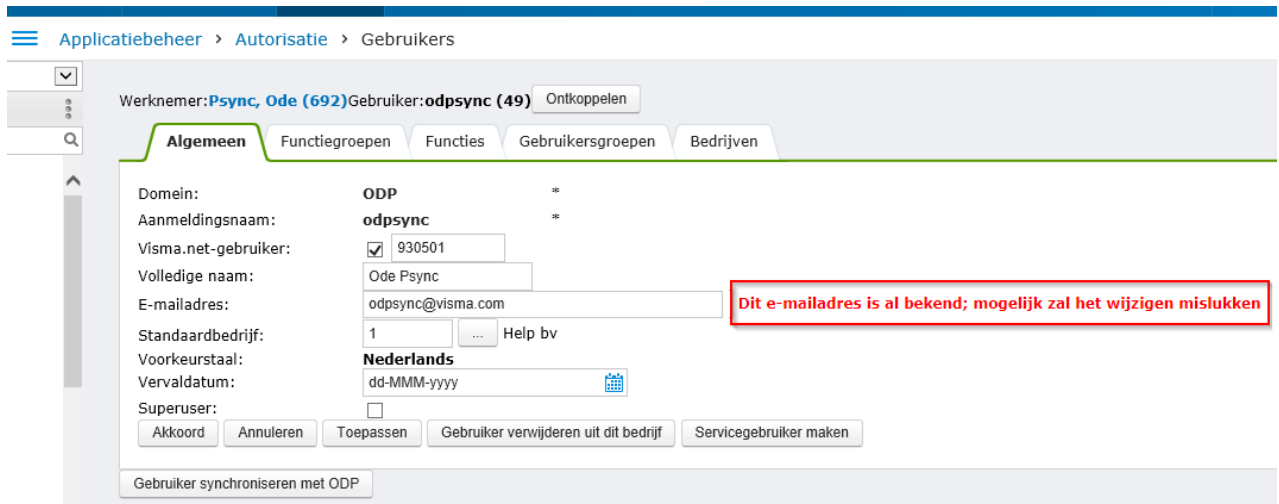 Applicatiebeheer > Autorisatie > Gebruikers
Werknemer:Psync, Ode (692)Gebruiker:odpsync (49) Ontkoppelen
Algemeen Functiegroepen Functies Gebruikersgroepen Bedrijven
Domein: ODP *
Aanmeldingsnaam: odpsync *
Visma.net-gebruiker: 930501
Volledige naam: Ode Psync
E-mailadres: odpsync@visma.com Dit e-mailadres is al bekend; mogelijk zal het wijzigen mislukken
Standaardbedrijf: 1 ... Help bv
Voorkeurstaal: Nederlands
Vervaldatum: dd-MMM-yyyy
Superuser:
Akkoord Annuleren Toepassen Gebruiker verwijderen uit dit bedrijf Servicegebruiker maken
Gebruiker synchroniseren met ODP